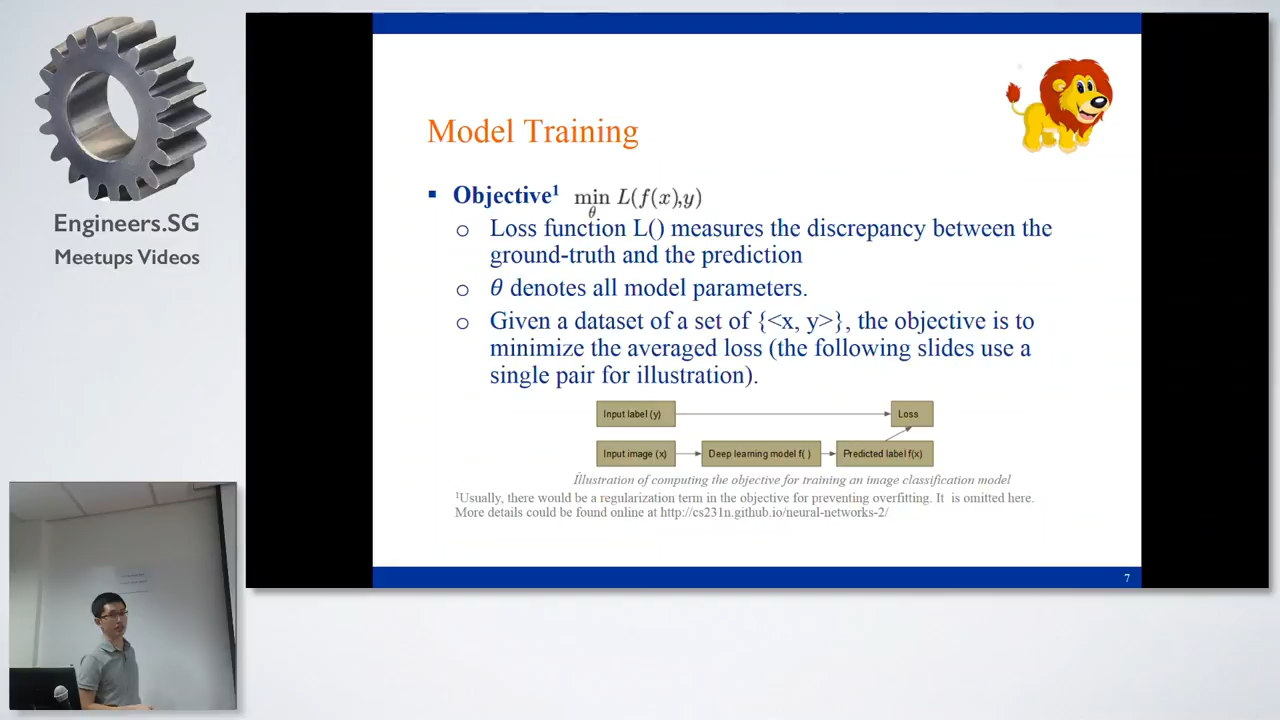 Engineers.SG
Meetups Videos
Model Training
▪ Objective¹ min θ L(f(x),y)
o Loss function L() measures the discrepancy between the
ground-truth and the prediction
o θ denotes all model parameters.
o Given a dataset of a set of {<x, y>}, the objective is to
minimize the averaged loss (the following slides use a
single pair for illustration).
Input label (y)
Loss
Input image (x)
Deep learning model f( )
Predicted label f(x)
Illustration of computing the objective for training an image classification model
¹Usually, there would be a regularization term in the objective for preventing overfitting. It is omitted here.
More details could be found online at http://cs231n.github.io/neural-networks-2/
7